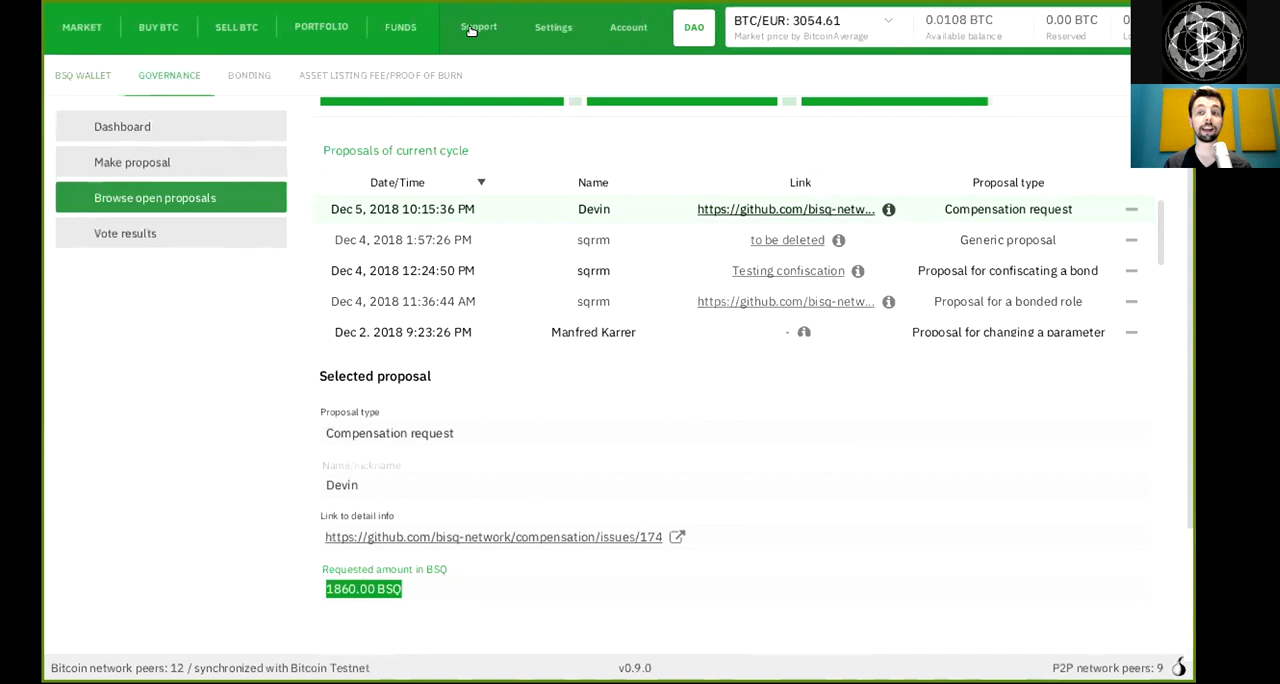 MARKET BUY BTC SELL BTC PORTFOLIO FUNDS Support Settings Account DAO
BTC/EUR: 3054.61 0.0108 BTC 0.00 BTC
Market price by BitcoinAverage Available balance Reserved
BSQ WALLET GOVERNANCE BONDING ASSET LISTING FEE/PROOF OF BURN
Dashboard
Make proposal
Browse open proposals
Vote results
Proposals of current cycle
Date/Time Name Link Proposal type
Dec 5, 2018 10:15:36 PM Devin https://github.com/bisq-netw... Compensation request
Dec 4, 2018 1:57:26 PM sqrm to be deleted Generic proposal
Dec 4, 2018 12:24:50 PM sqrm Testing confiscation Proposal for confiscating a bond
Dec 4, 2018 11:36:44 AM sqrm https://github.com/bisq-netw... Proposal for a bonded role
Dec 2, 2018 9:23:26 PM Manfred Karrer - Proposal for changing a parameter
Selected proposal
Proposal type
Compensation request
Name/nickname
Devin
Link to detail info
https://github.com/bisq-network/compensation/issues/174
Requested amount in BSQ
1860.00 BSQ
Bitcoin network peers: 12 / synchronized with Bitcoin Testnet v0.9.0 P2P network peers: 9